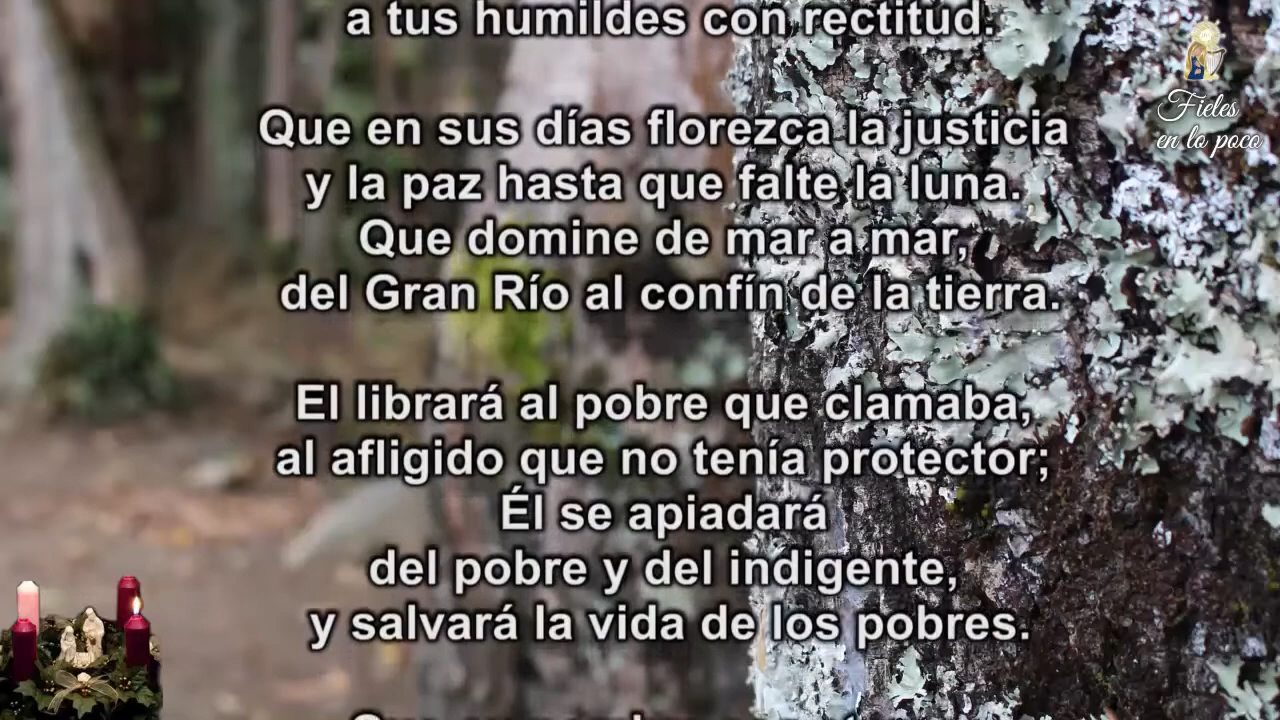 a tus humildes con rectitud.
Que en sus días florezca la justicia
y la paz hasta que falte la luna.
Que domine de mar a mar,
del Gran Río al confín de la tierra.
El librará al pobre que clamaba,
al afligido que no tenía protector;
Él se apiadará
del pobre y del indigente,
y salvará la vida de los pobres.
Fieles
en lo poco